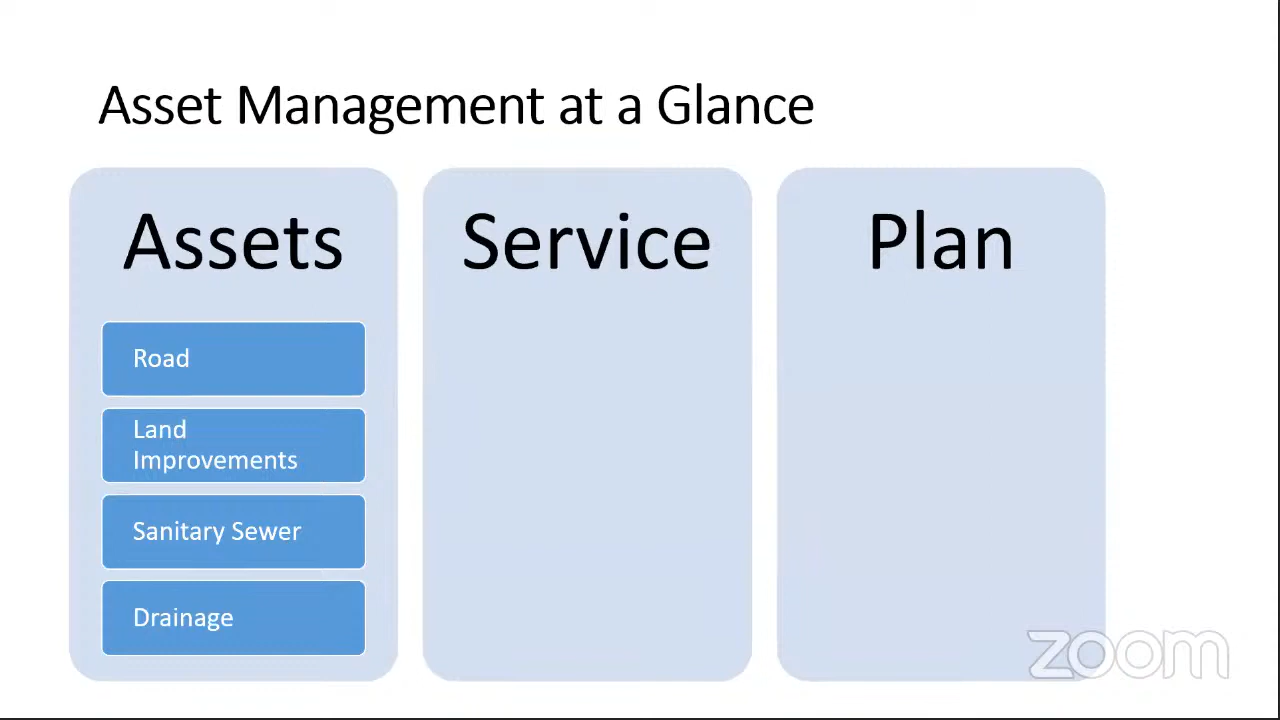 Asset Management at a Glance
Assets
Road
Land
Improvements
Sanitary Sewer
Drainage
Service
Plan
zoom